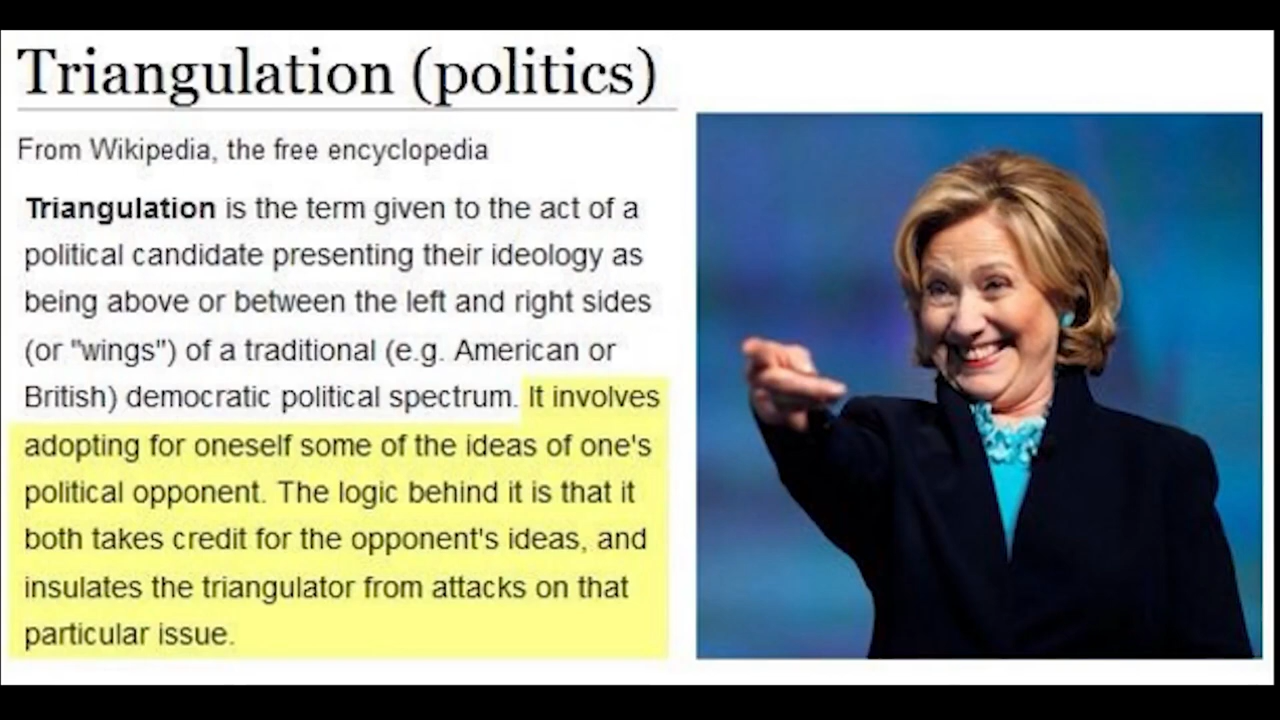 Triangulation (politics)
From Wikipedia, the free encyclopedia
Triangulation is the term given to the act of a
political candidate presenting their ideology as
being above or between the left and right sides
(or "wings") of a traditional (e.g. American or
British) democratic political spectrum. It involves
adopting for oneself some of the ideas of one's
political opponent. The logic behind it is that it
both takes credit for the opponent's ideas, and
insulates the triangulator from attacks on that
particular issue.